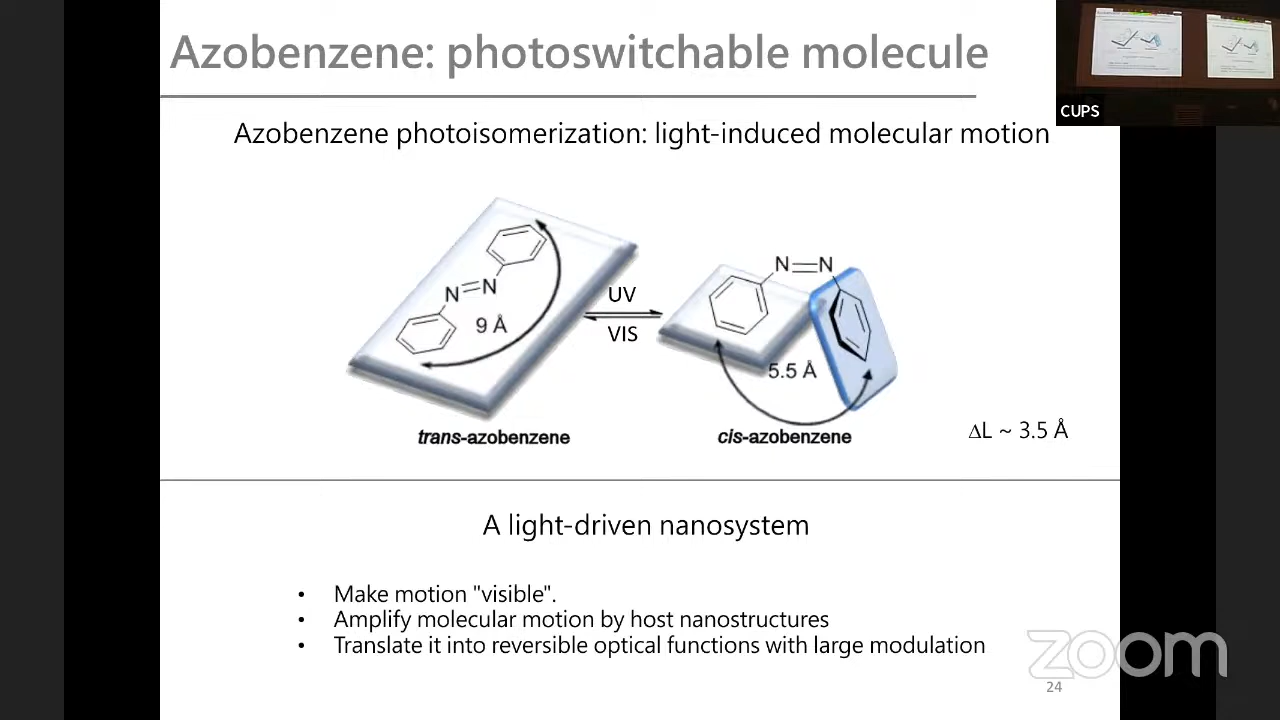 Azobenzene: photoswitchable molecule
CUPS
Azobenzene photoisomerization: light-induced molecular motion
N
N
9 Å
trans-azobenzene
UV
VIS
N
N
5.5 Å
cis-azobenzene
ΔL ~ 3.5 Å
A light-driven nanosystem
• Make motion "visible".
• Amplify molecular motion by host nanostructures
• Translate it into reversible optical functions with large modulation
zoom
24